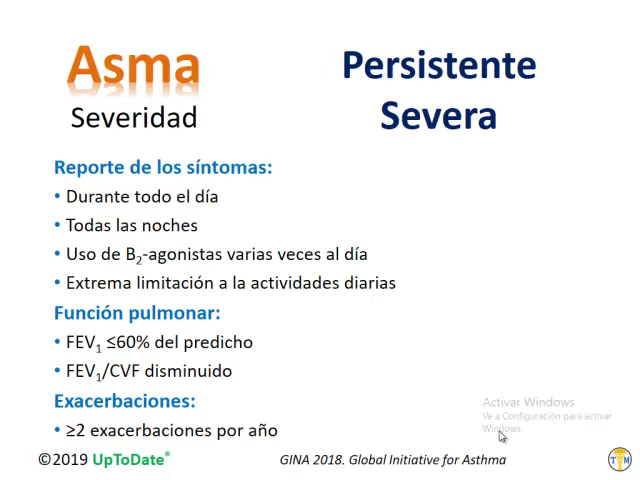 Asma
Severidad
Persistente
Severa
Reporte de los síntomas:
• Durante todo el día
• Todas las noches
• Uso de B2-agonistas varias veces al día
• Extrema limitación a la actividades diarias
Función pulmonar:
• FEV1 ≤60% del predicho
• FEV1/CVF disminuido
Exacerbaciones:
• ≥2 exacerbaciones por año
Activar Windows
Ve a Configuración para activar
Windows.
©2019 UpToDate®
GINA 2018. Global Initiative for Asthma
T M